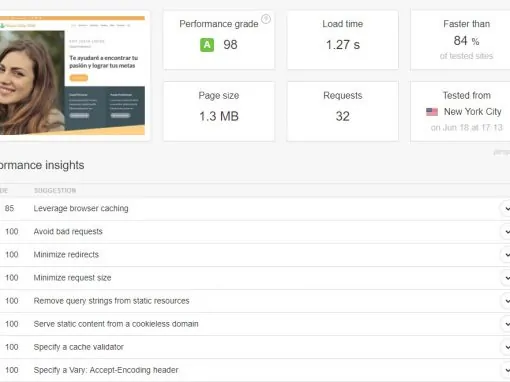 Performance grade ?
A 98
Load time
1.27 s
Faster than
84 %
of tested sites
Te ayudaré a encontrar tu
pasión y lograr tus metas
Page size
1.3 MB
Requests
32
Tested from
New York City
on Jun 18 at 17:13
ormance insights
DE SUGGESTION
85 Leverage browser caching
100 Avoid bad requests
100 Minimize redirects
100 Minimize request size
100 Remove query strings from static resources
100 Serve static content from a cookieless domain
100 Specify a cache validator
100 Specify a Vary: Accept-Encoding header